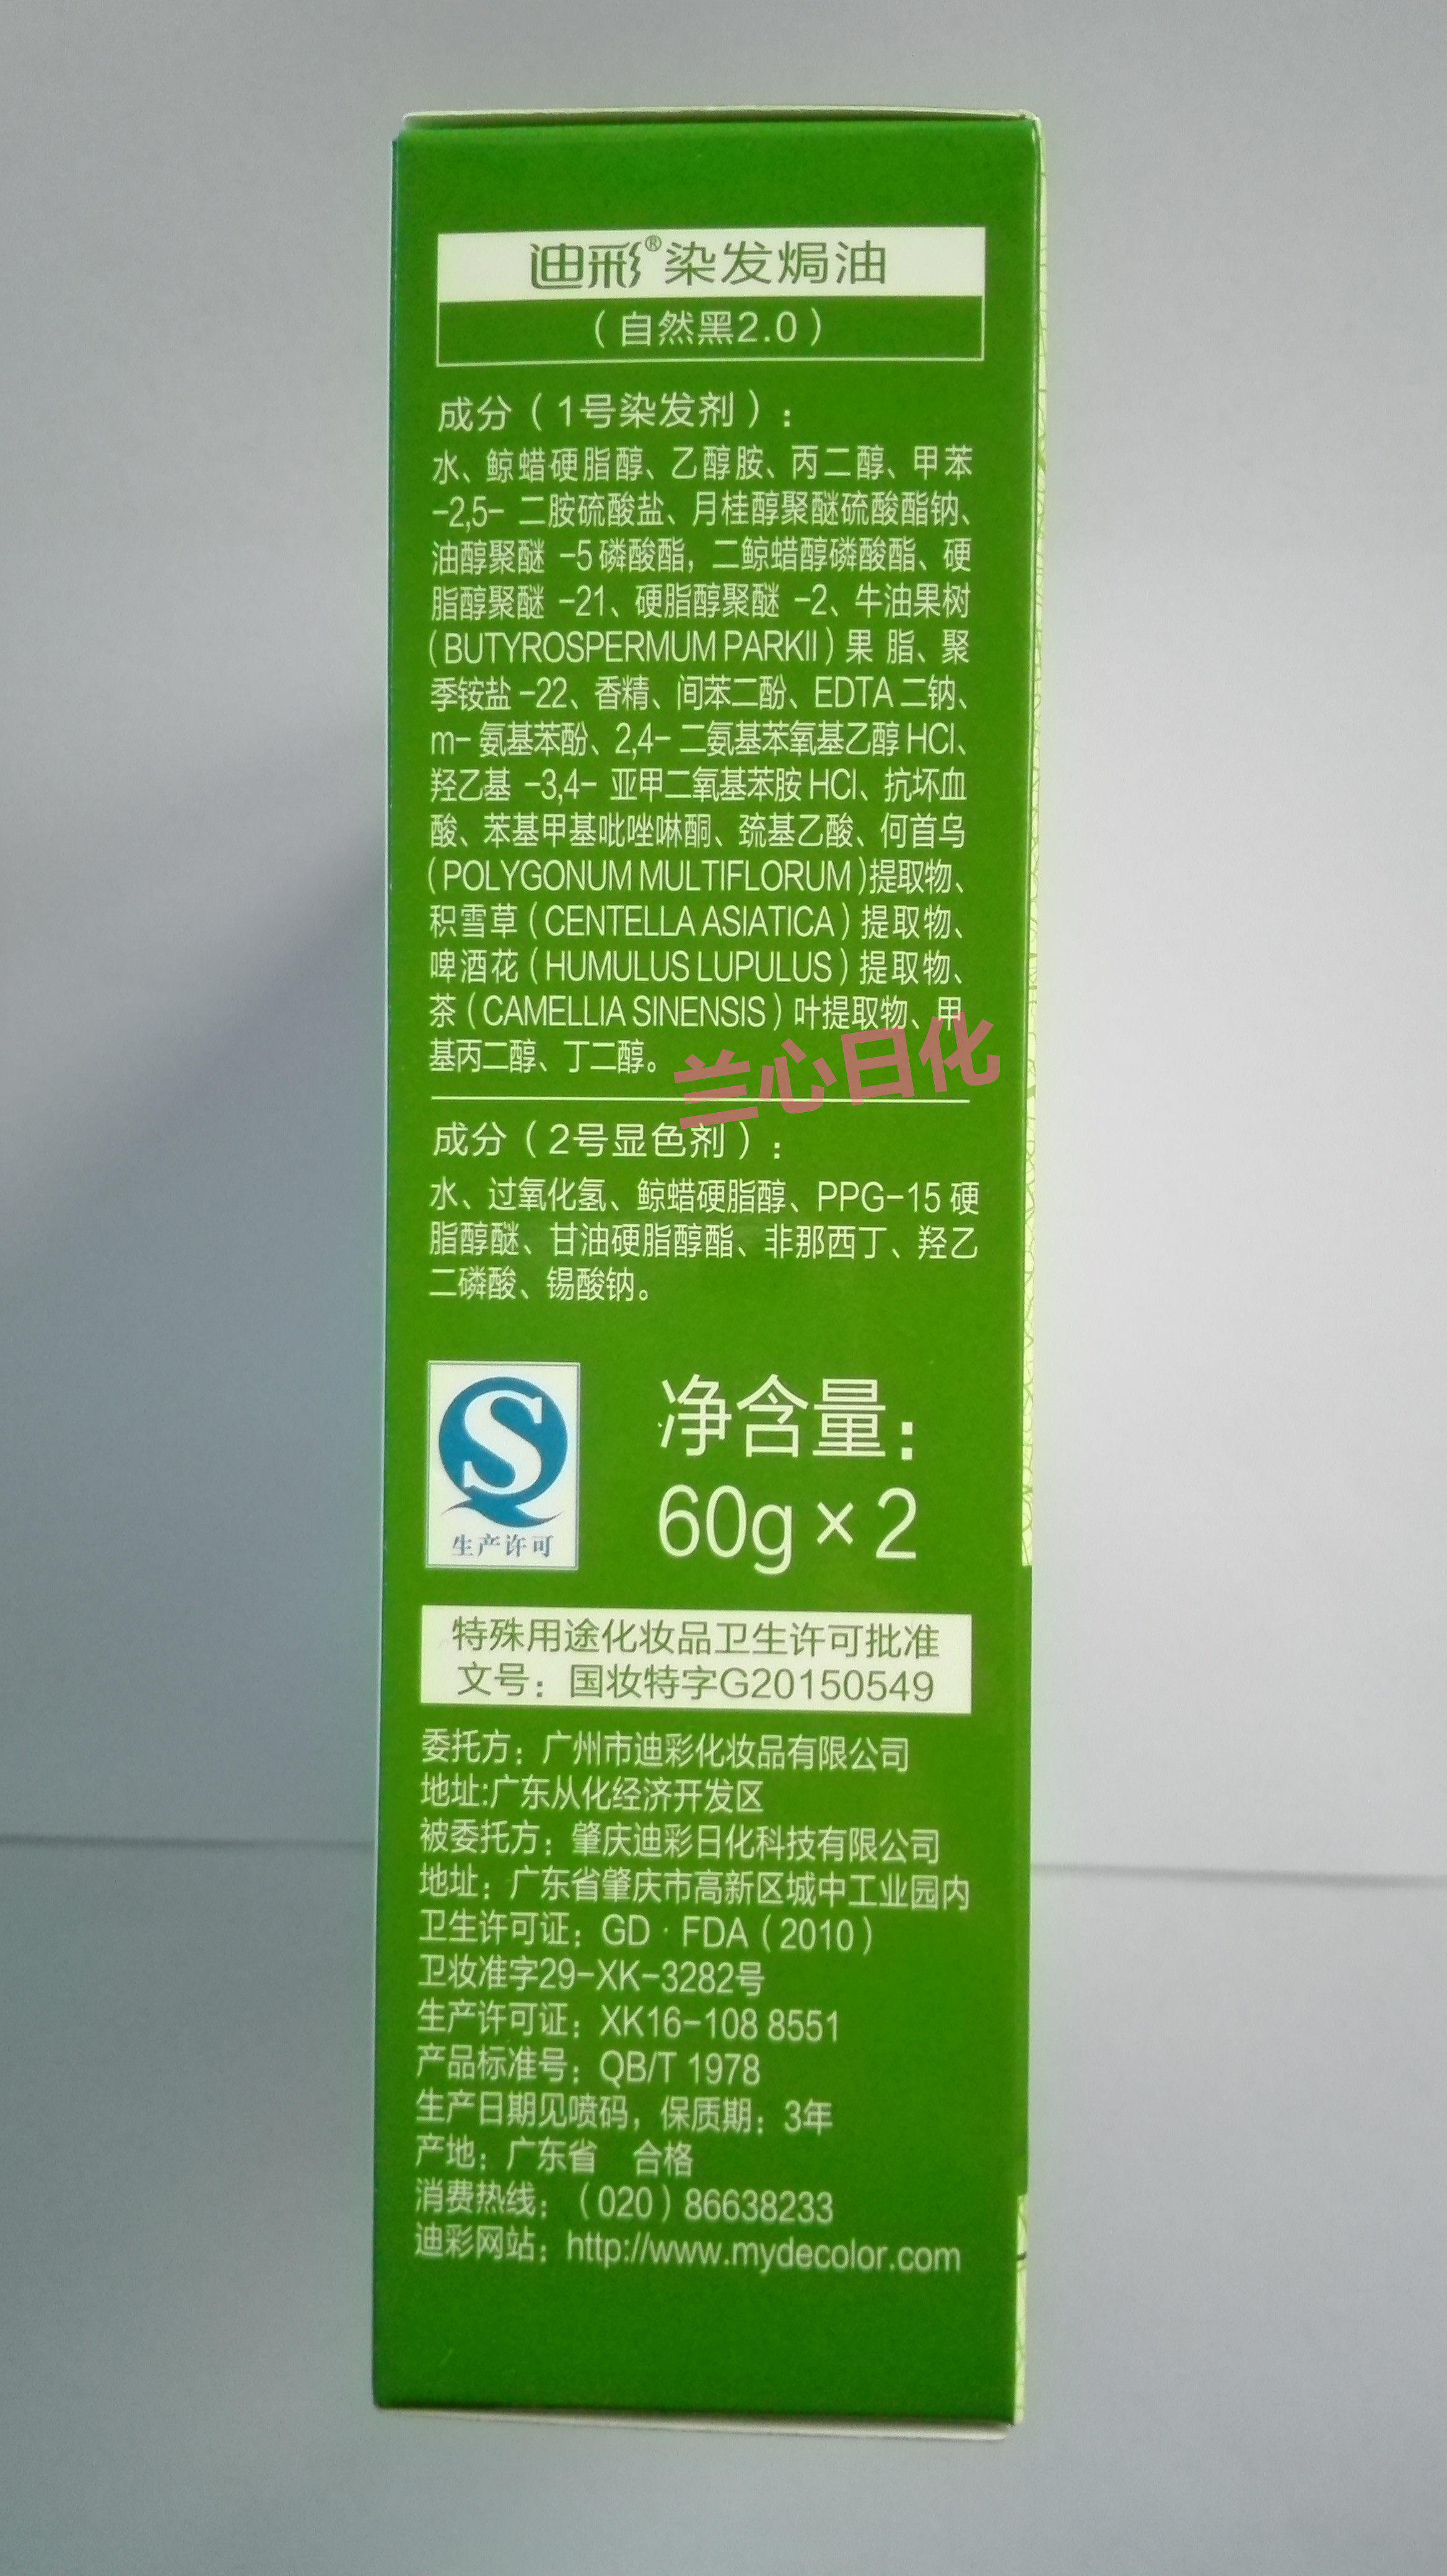 迪彩®染发焗油
（自然黑2.0）
成分（1号染发剂）：
水、鲸蜡硬脂醇、乙醇胺、丙二醇、甲苯
-2,5- 二胺硫酸盐、月桂醇聚醚硫酸酯钠、
油醇聚醚 -5 磷酸酯，二鲸蜡醇磷酸酯、硬
脂醇聚醚 -21、硬脂醇聚醚 -2、牛油果树
（BUTYROSPERMUM PARKII）果 脂、聚
季铵盐 -22、香精、间苯二酚、EDTA 二钠、
m- 氨基苯酚、2,4- 二氨基苯氧基乙醇 HCl、
羟乙基 -3,4- 亚甲二氧基苯胺 HCl、抗坏血
酸、苯基甲基吡唑啉酮、巯基乙酸、何首乌
（POLYGONUM MULTIFLORUM）提取物、
积雪草（CENTELLA ASIATICA）提取物、
啤酒花（HUMULUS LUPULUS）提取物、
茶（CAMELLIA SINENSIS）叶提取物、甲
基丙二醇、丁二醇。
兰心日化
成分（2号显色剂）：
水、过氧化氢、鲸蜡硬脂醇、PPG-15 硬
脂醇醚、甘油硬脂醇酯、非那西丁、羟乙
二磷酸、锡酸钠。
S
生产许可
净含量：
60g×2
特殊用途化妆品卫生许可批准
文号：国妆特字G20150549
委托方：广州市迪彩化妆品有限公司
地址:广东从化经济开发区
被委托方：肇庆迪彩日化科技有限公司
地址：广东省肇庆市高新区城中工业园内
卫生许可证：GD·FDA（2010）
卫妆准字29-XK-3282号
生产许可证：XK16-108 8551
产品标准号：QB/T 1978
生产日期见喷码，保质期：3年
产地：广东省 合格
消费热线：（020）86638233
迪彩网站：http://www.mydecolor.com